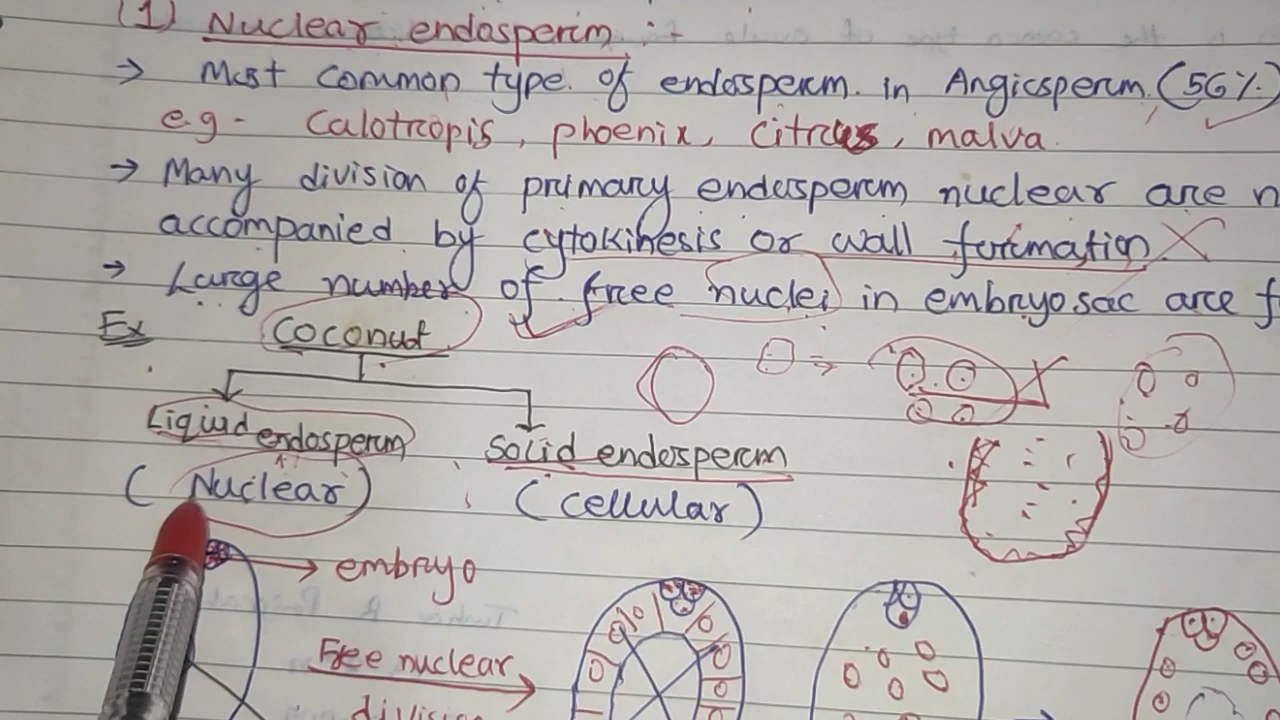 (1) Nuclear endosperm :-
→ Most common type of endosperm in Angiosperm (56%)
e.g - Calotropis, phoenix, citrus, malva
→ Many division of primary endosperm nuclear are n
accompanied by cytokinesis or wall formation
→ Large number of free nuclei in embryosac are f
Ex Coconut
Liquid endosperm Solid endosperm
(Nuclear) (cellular)
→ embryo
Free nuclear
division